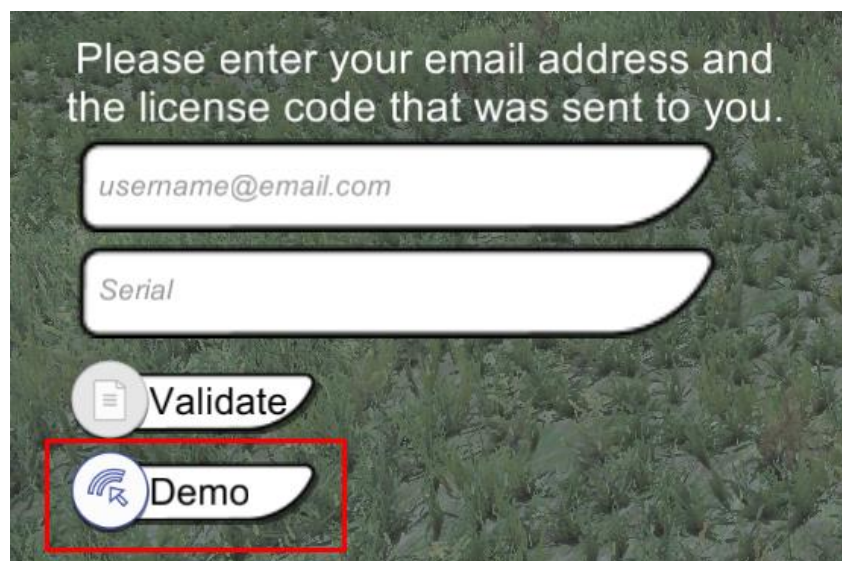 Please enter your email address and
the license code that was sent to you.
username@email.com
Serial
Validate
Demo